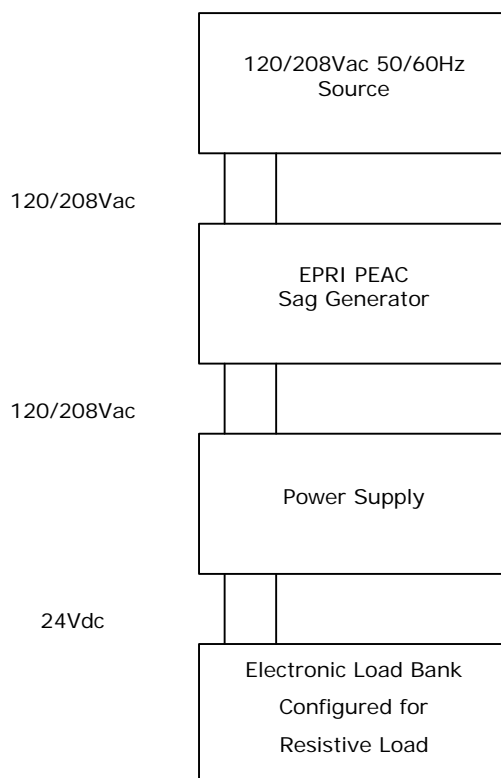 120/208Vac 50/60Hz
Source
120/208Vac
EPRI PEAC
Sag Generator
120/208Vac
Power Supply
24Vdc
Electronic Load Bank
Configured for
Resistive Load